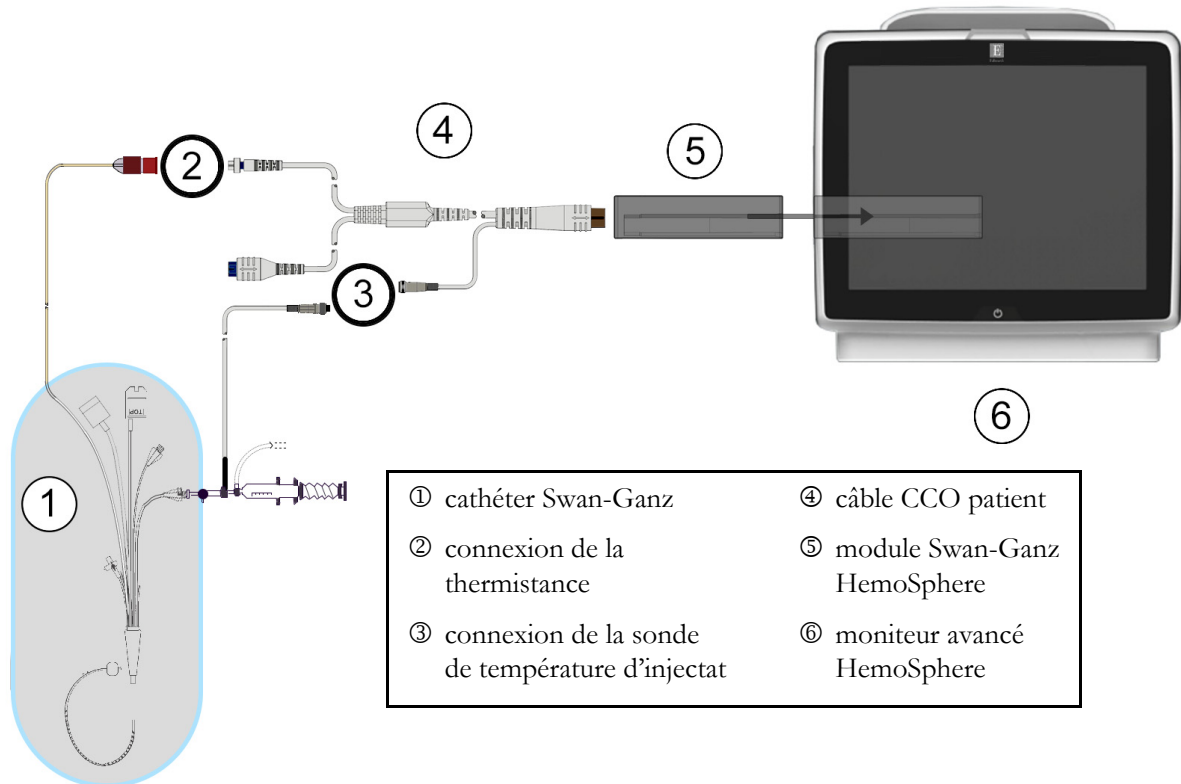 E
4
2
5
3
TOP
6
1
① cathéter Swan-Ganz
② connexion de la
thermistance
③ connexion de la sonde
de température d’injectat
④ câble CCO patient
⑤ module Swan-Ganz
HemoSphere
⑥ moniteur avancé
HemoSphere